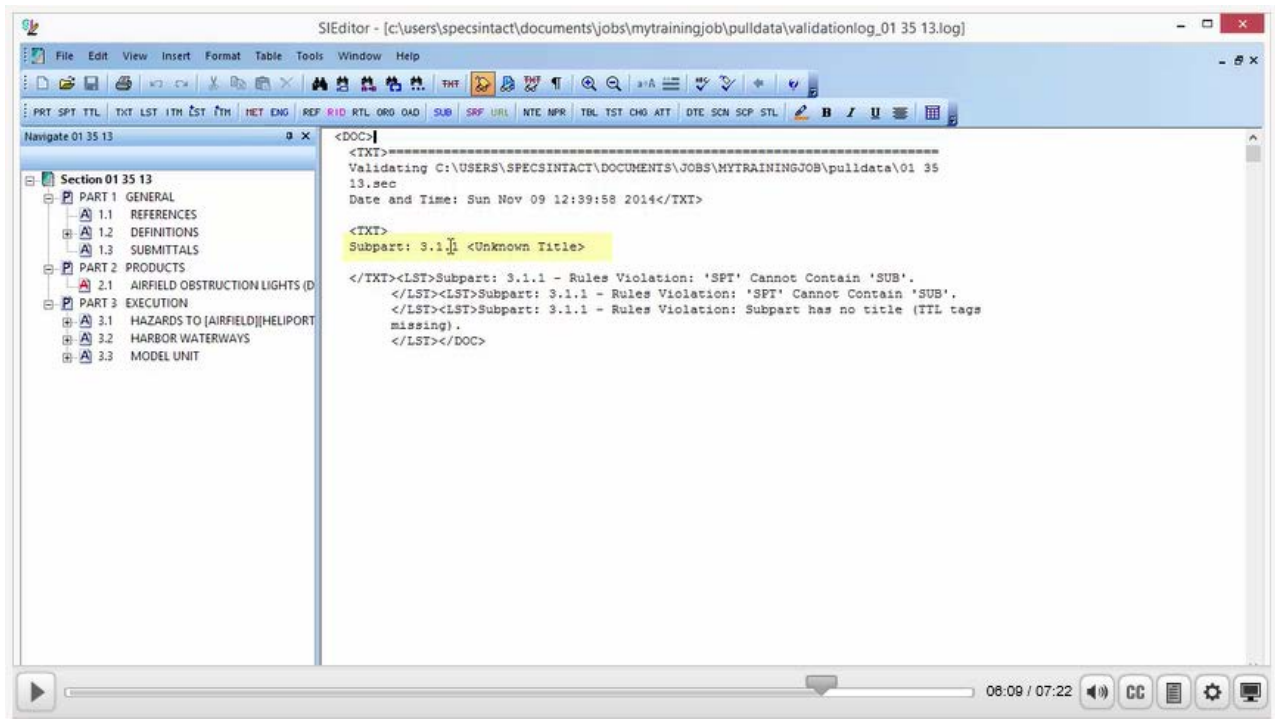 SIEditor - [c:\users\specsintact\documents\jobs\mytrainingjob\pulldata\validationlog_01 35 13.log]
File Edit View Insert Format Table Tools Window Help
PRT SPT TTL TXT LST ITM LST ITM MET ENG REF RID RTL ORG OAD SUB SRF URL NTE NPR TBL TST CHG ATT DTE SCN SCP STL B I U
Navigate 01 35 13
Section 01 35 13
PART 1 GENERAL
1.1 REFERENCES
1.2 DEFINITIONS
1.3 SUBMITTALS
PART 2 PRODUCTS
2.1 AIRFIELD OBSTRUCTION LIGHTS (D
PART 3 EXECUTION
3.1 HAZARDS TO [AIRFIELD][HELIPORT
3.2 HARBOR WATERWAYS
3.3 MODEL UNIT
<DOC>
<TXT>=======================================================================
Validating C:\USERS\SPECSINTACT\DOCUMENTS\JOBS\MYTRAININGJOB\pulldata\01 35
13.sec
Date and Time: Sun Nov 09 12:39:58 2014</TXT>
<TXT>
Subpart: 3.1.1 <Unknown Title>
</TXT><LST>Subpart: 3.1.1 - Rules Violation: 'SPT' Cannot Contain 'SUB'.
</LST><LST>Subpart: 3.1.1 - Rules Violation: 'SPT' Cannot Contain 'SUB'.
</LST><LST>Subpart: 3.1.1 - Rules Violation: Subpart has no title (TTL tags
missing).
</LST></DOC>
06:09 / 07:22
CC